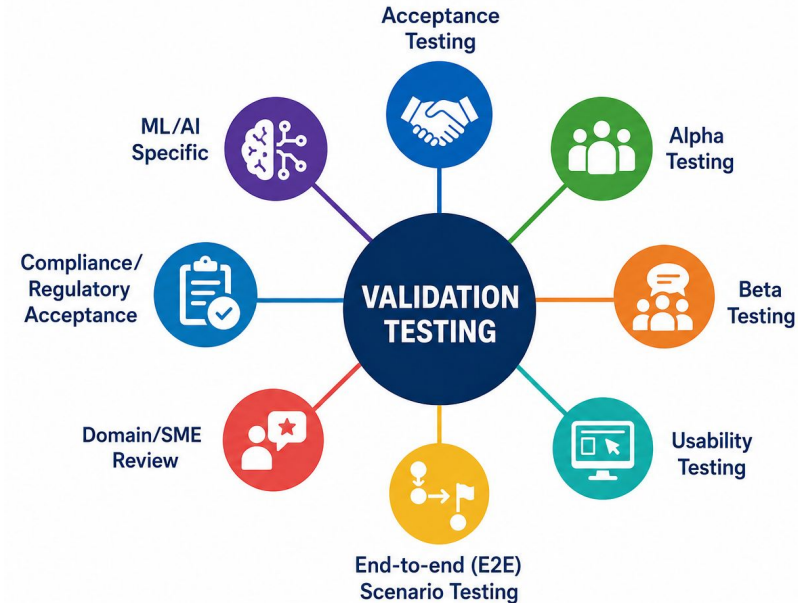 Acceptance
Testing
ML/AI
Specific
Alpha
Testing
Compliance/
Regulatory
Acceptance
VALIDATION
TESTING
Beta
Testing
Domain/SME
Review
Usability
Testing
End-to-end (E2E)
Scenario Testing